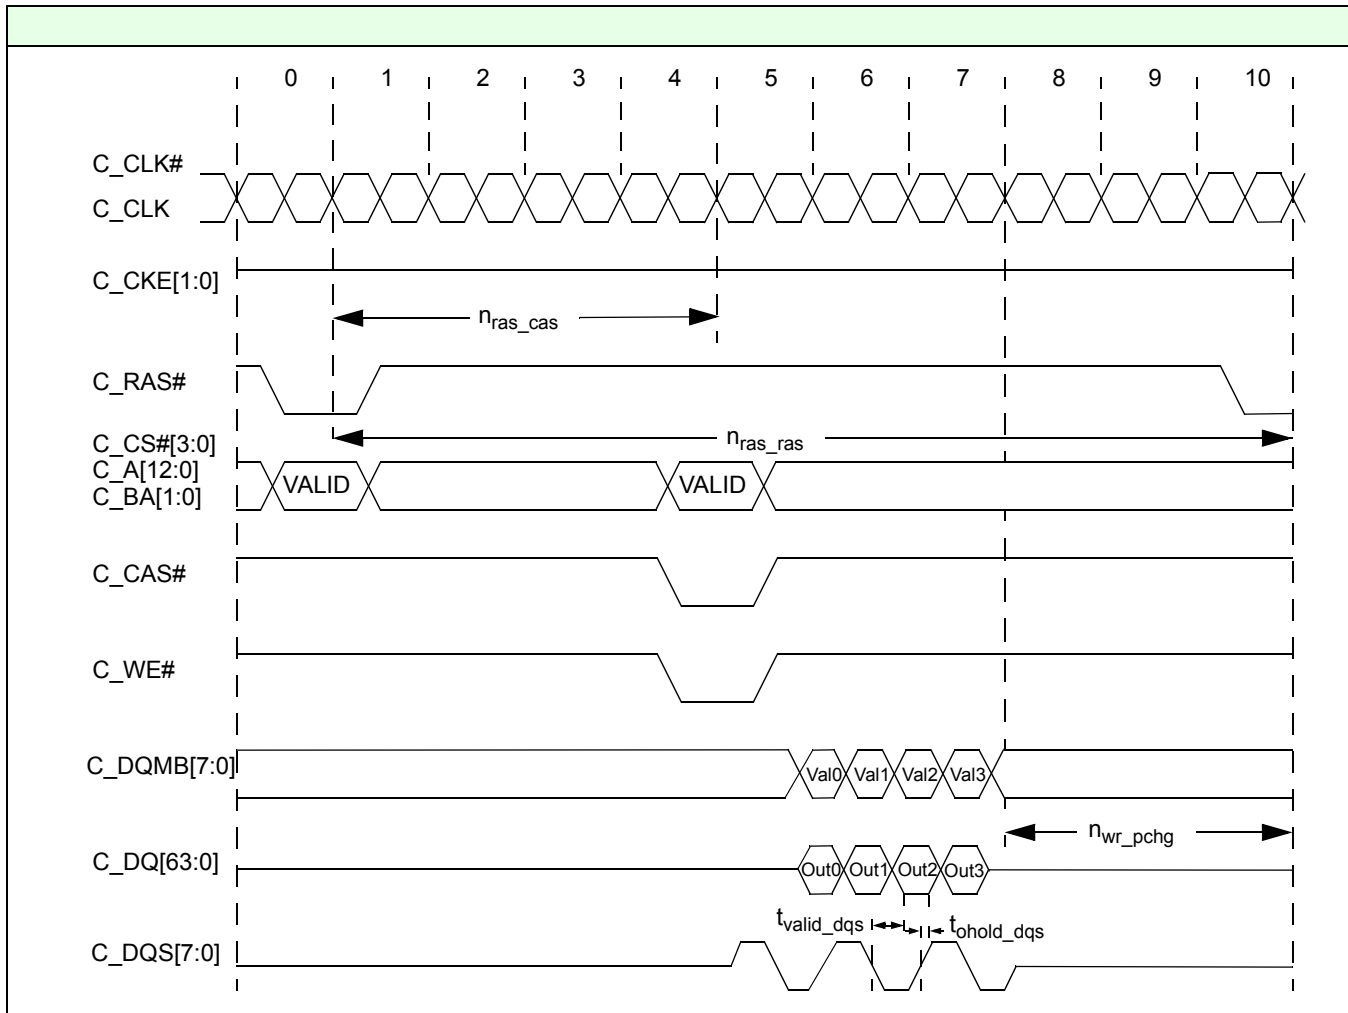 0 1 2 3 4 5 6 7 8 9 10
C_CLK#
C_CLK
C_CKE[1:0]
n_ras_cas
C_RAS#
C_CS#[3:0]
n_ras_ras
C_A[12:0]
VALID VALID
C_BA[1:0]
C_CAS#
C_WE#
C_DQMB[7:0]
Val0 Val1 Val2 Val3
n_wr_pchg
C_DQ[63:0]
Out0 Out1 Out2 Out3
t_valid_dqs t_ohold_dqs
C_DQS[7:0]